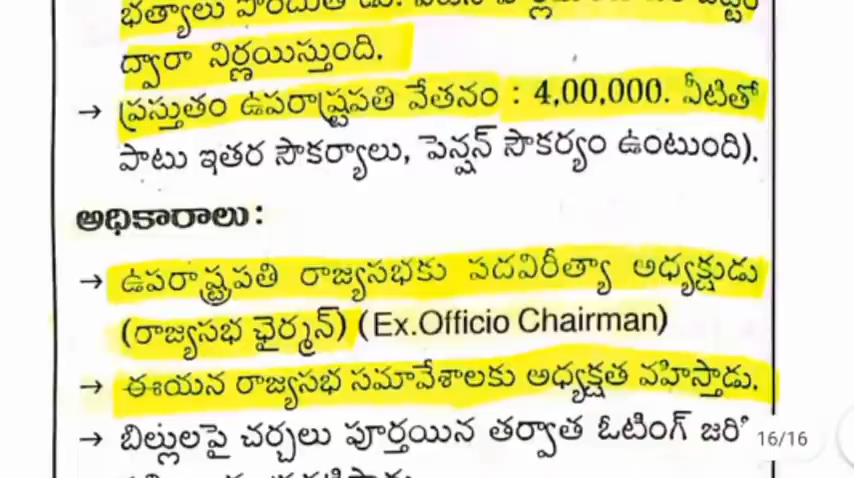 భత్యాలు
ద్వారా నిర్ణయిస్తుంది.
→ ప్రస్తుతం ఉపరాష్ట్రపతి వేతనం : 4,00,000. వీటితో
పాటు ఇతర సౌకర్యాలు, పెన్షన్ సౌకర్యం ఉంటుంది).
అధికారాలు :
→ ఉపరాష్ట్రపతి రాజ్యసభకు పదవిరీత్యా అధ్యక్షుడు
(రాజ్యసభ ఛైర్మన్) (Ex.Officio Chairman)
→ ఈయన రాజ్యసభ సమావేశాలకు అధ్యక్షత వహిస్తాడు.
→ బిల్లులపై చర్చలు పూర్తయిన తర్వాత ఓటింగ్ జరి
16/16